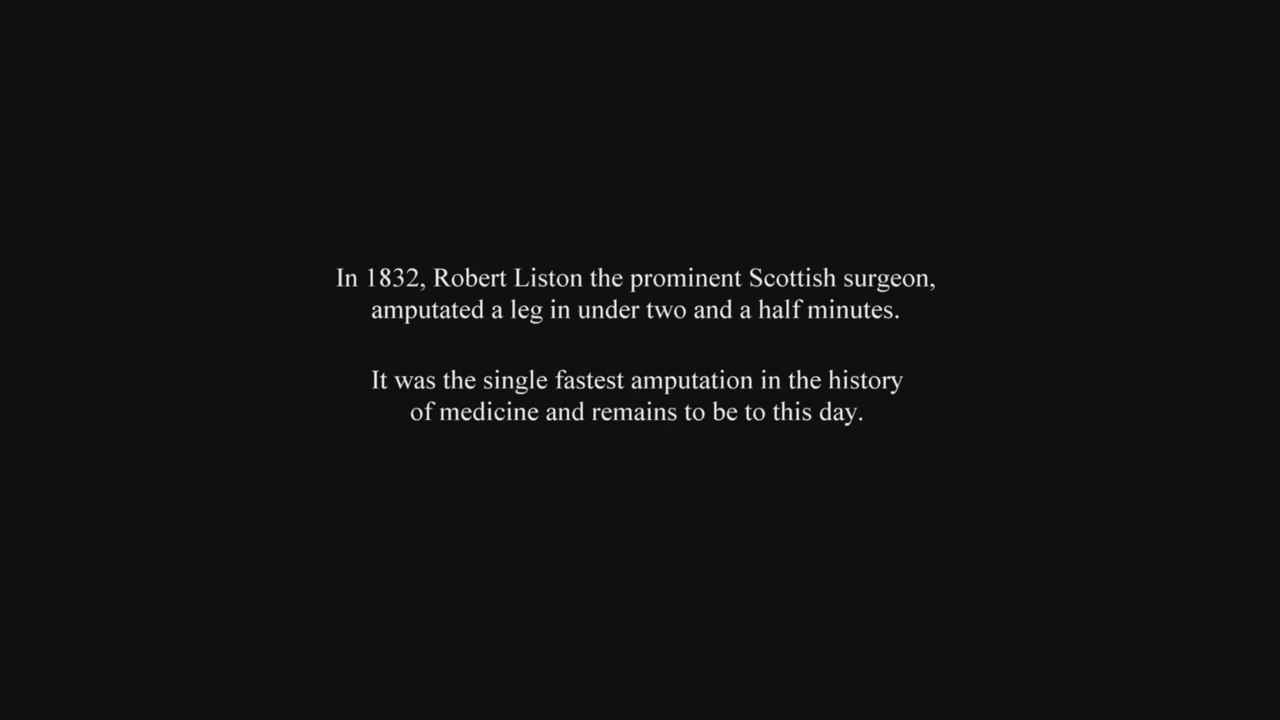 In 1832, Robert Liston the prominent Scottish surgeon,
amputated a leg in under two and a half minutes.
It was the single fastest amputation in the history
of medicine and remains to be to this day.